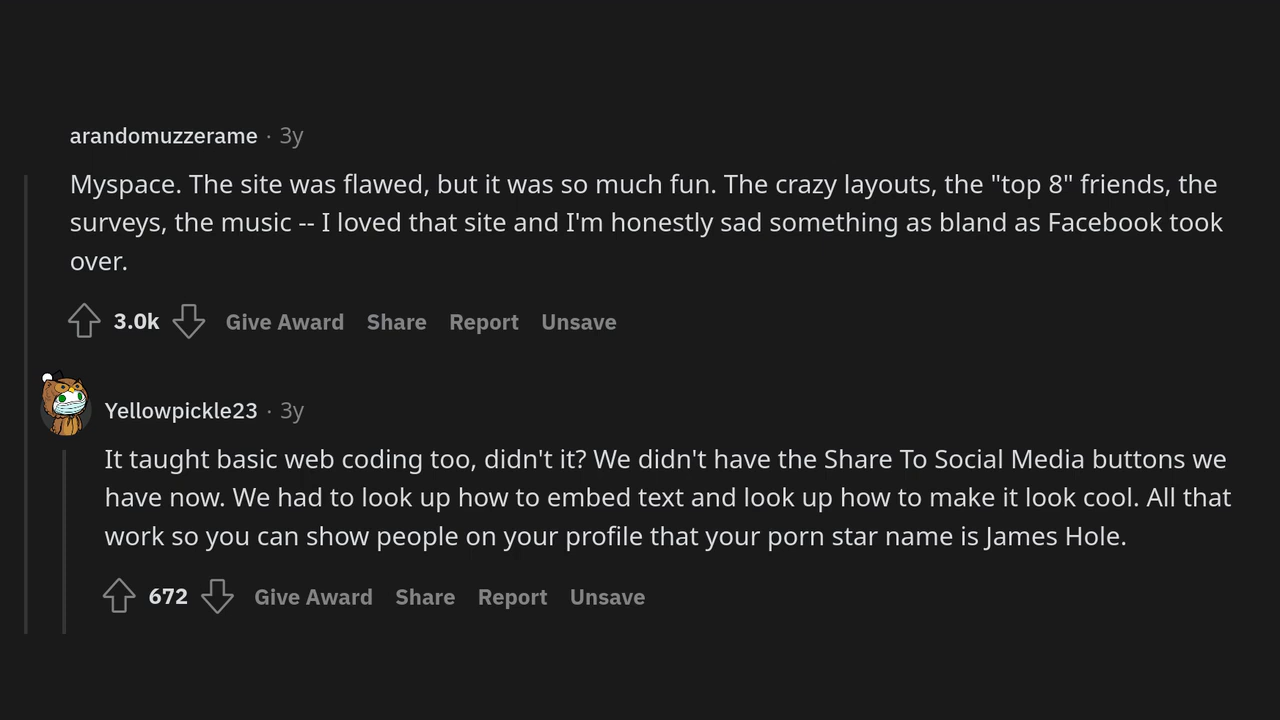 arandomuzzerame · 3y
Myspace. The site was flawed, but it was so much fun. The crazy layouts, the "top 8" friends, the
surveys, the music -- I loved that site and I'm honestly sad something as bland as Facebook took
over.
3.0k Give Award Share Report Unsave
Yellowpickle23 · 3y
It taught basic web coding too, didn't it? We didn't have the Share To Social Media buttons we
have now. We had to look up how to embed text and look up how to make it look cool. All that
work so you can show people on your profile that your porn star name is James Hole.
672 Give Award Share Report Unsave